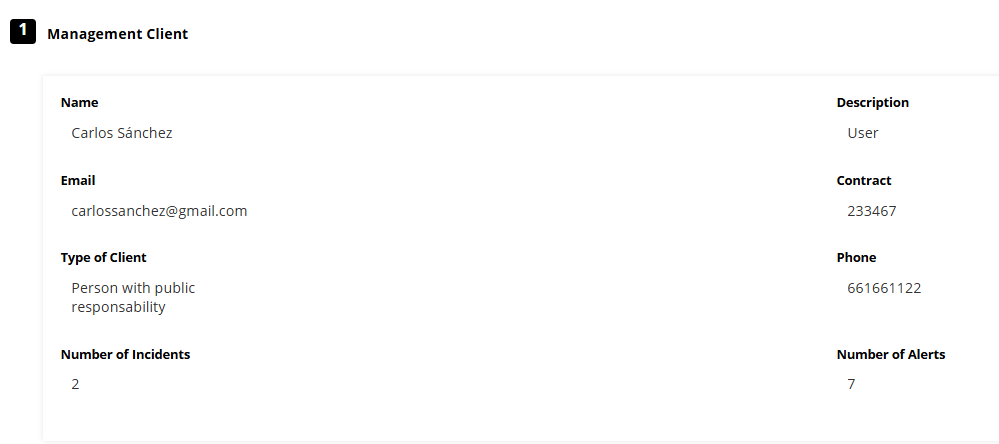 1 Management Client
Name Description
Carlos Sánchez User
Email Contract
carlossanchez@gmail.com 233467
Type of Client Phone
Person with public 661661122
responsability
Number of Incidents Number of Alerts
2 7